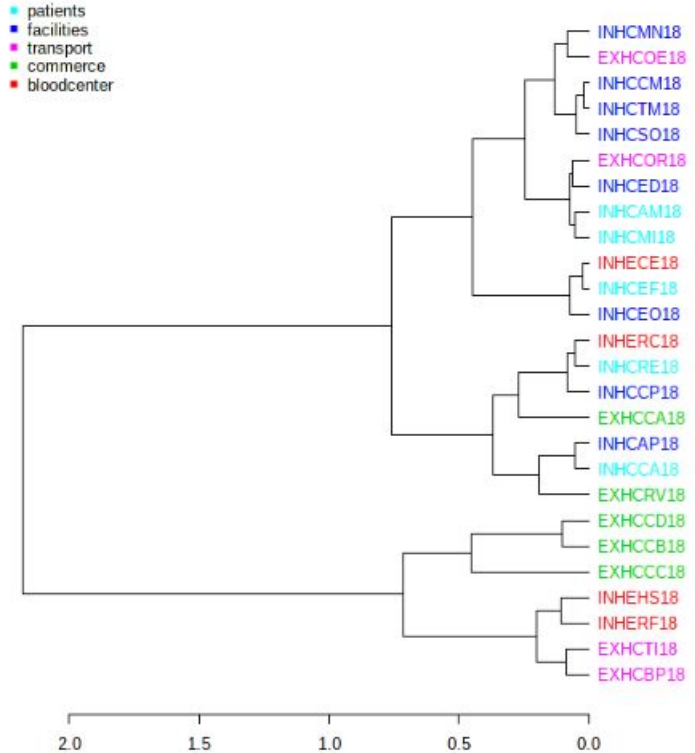 patients
facilities
transport
commerce
bloodcenter
INHCMN18
EXHCOE18
INHCCM18
INHCTM18
INHCSO18
EXHCOR18
INHCED18
INHCAM18
INHCMI18
INHECE18
INHCEF18
INHCEO18
INHERC18
INHCRE18
INHCCP18
EXHCCA18
INHCAP18
INHCCA18
EXHCRV18
EXHCCD18
EXHCCB18
EXHCCC18
INHEHS18
INHERF18
EXHCTI18
EXHCBP18
2.0 1.5 1.0 0.5 0.0